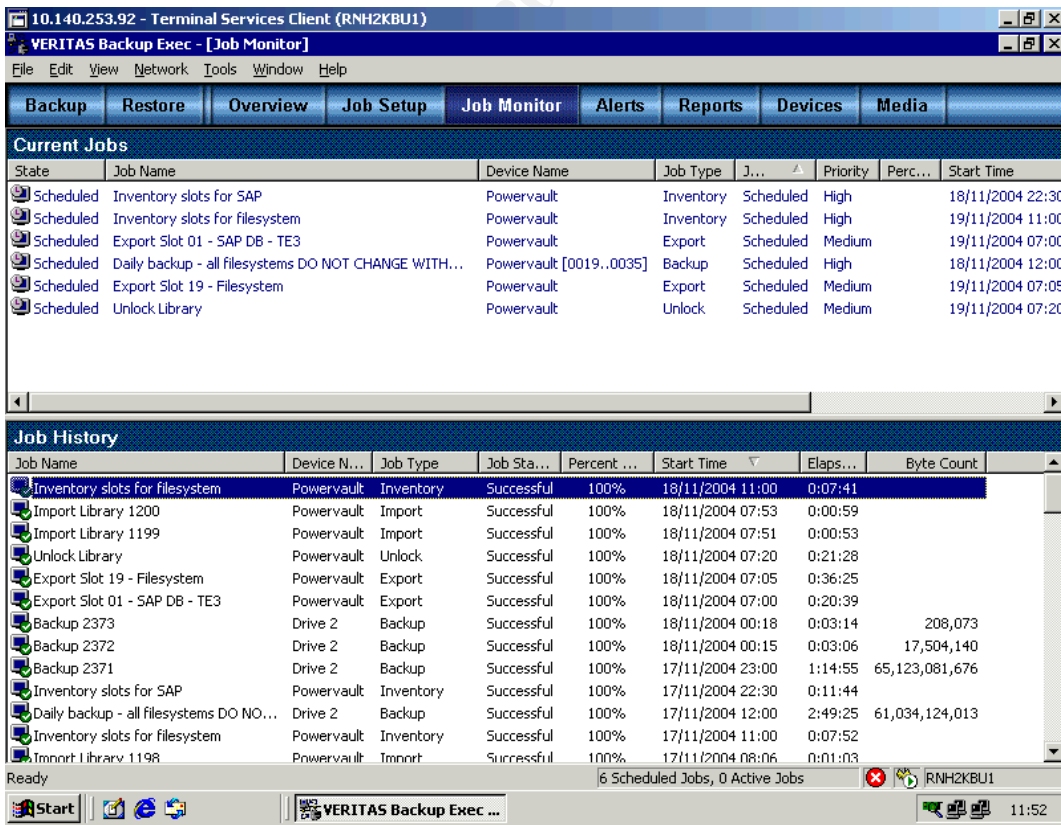 10.140.253.92 - Terminal Services Client (RNH2KBU1)
VERITAS Backup Exec - [Job Monitor]
File Edit View Network Tools Window Help
Backup Restore Overview Job Setup Job Monitor Alerts Reports Devices Media
Current Jobs
State Job Name Device Name Job Type J... Priority Perc... Start Time
Scheduled Inventory slots for SAP Powervault Inventory Scheduled High 18/11/2004 22:30
Scheduled Inventory slots for filesystem Powervault Inventory Scheduled High 19/11/2004 11:00
Scheduled Export Slot 01 - SAP DB - TE3 Powervault Export Scheduled Medium 19/11/2004 07:00
Scheduled Daily backup - all filesystems DO NOT CHANGE WITH... Powervault [0019..0035] Backup Scheduled High 18/11/2004 12:00
Scheduled Export Slot 19 - Filesystem Powervault Export Scheduled Medium 19/11/2004 07:05
Scheduled Unlock Library Powervault Unlock Scheduled Medium 19/11/2004 07:20
Job History
Job Name Device N... Job Type Job Sta... Percent ... Start Time Elaps... Byte Count
Inventory slots for filesystem Powervault Inventory Successful 100% 18/11/2004 11:00 0:07:41
Import Library 1200 Powervault Import Successful 100% 18/11/2004 07:53 0:00:59
Import Library 1199 Powervault Import Successful 100% 18/11/2004 07:51 0:00:53
Unlock Library Powervault Unlock Successful 100% 18/11/2004 07:20 0:21:28
Export Slot 19 - Filesystem Powervault Export Successful 100% 18/11/2004 07:05 0:36:25
Export Slot 01 - SAP DB - TE3 Powervault Export Successful 100% 18/11/2004 07:00 0:20:39
Backup 2373 Drive 2 Backup Successful 100% 18/11/2004 00:18 0:03:14 208,073
Backup 2372 Drive 2 Backup Successful 100% 18/11/2004 00:15 0:03:06 17,504,140
Backup 2371 Drive 2 Backup Successful 100% 17/11/2004 23:00 1:14:55 65,123,081,676
Inventory slots for SAP Powervault Inventory Successful 100% 17/11/2004 22:30 0:11:44
Daily backup - all filesystems DO NO... Drive 2 Backup Successful 100% 17/11/2004 12:00 2:49:25 61,034,124,013
Inventory slots for filesystem Powervault Inventory Successful 100% 17/11/2004 11:00 0:07:52
Import Library 1198 Powervault Import Successful 100% 17/11/2004 08:06 0:01:03
Ready 6 Scheduled Jobs, 0 Active Jobs RNH2KBU1
Start VERITAS Backup Exec ... 11:52